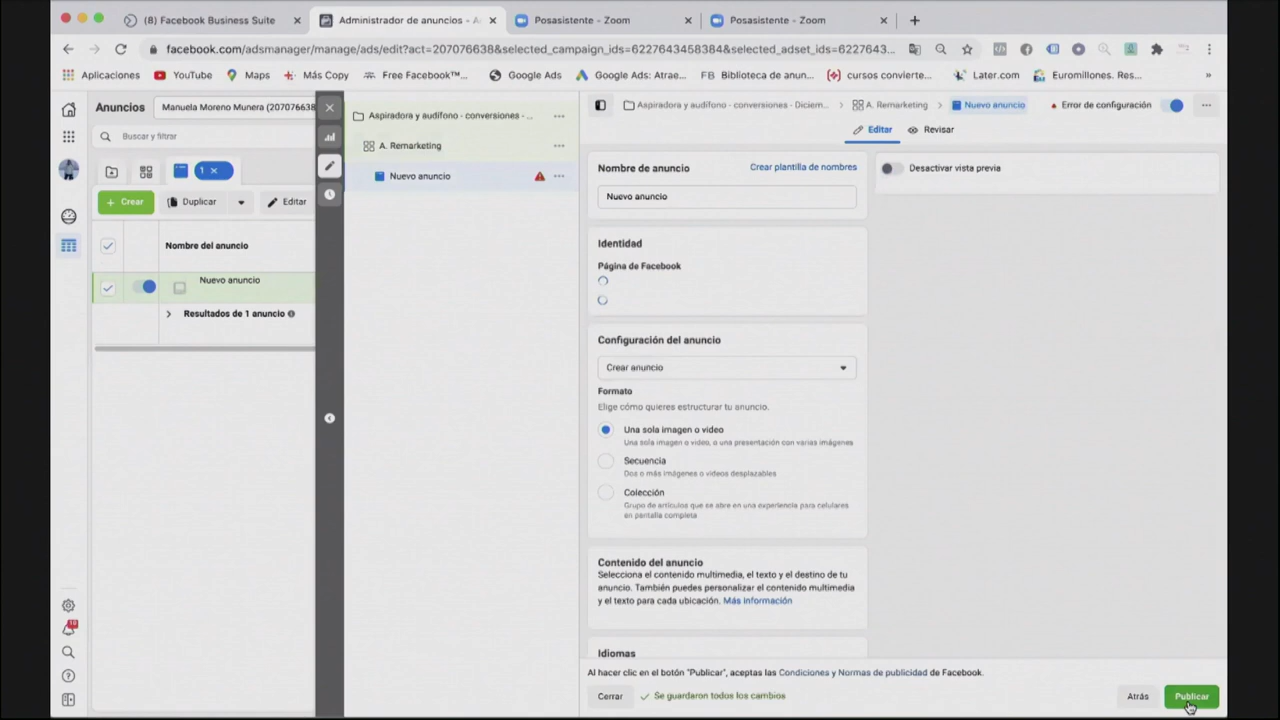 (8) Facebook Business Suite
Administrador de anuncios - A
Posasistente - Zoom
Posasistente - Zoom
facebook.com/adsmanager/manage/ads/edit?act=207076638&selected_campaign_ids=6227643458384&selected_adset_ids=6227643...
Aplicaciones
YouTube
Maps
Más Copy
Free Facebook™...
Google Ads
Google Ads: Atrae...
FB Biblioteca de anun...
cursos convierte...
Later.com
Euromillones. Res...
»
Anuncios
Manuela Moreno Munera (20707663
Buscar y filtrar
1 ×
+ Crear
Duplicar
Editar
Nombre del anuncio
Nuevo anuncio
Resultados de 1 anuncio
10
Aspiradora y audífono - conversiones - ...
A. Remarketing
Nuevo anuncio
Aspiradora y audífono - conversiones - Diciem...
A. Remarketing
Nuevo anuncio
Error de configuración
Editar
Revisar
Nombre de anuncio
Crear plantilla de nombres
Nuevo anuncio
Desactivar vista previa
Identidad
Página de Facebook
Configuración del anuncio
Crear anuncio
Formato
Elige cómo quieres estructurar tu anuncio.
Una sola imagen o video
Una sola imagen o video, o una presentación con varias imágenes
Secuencia
Dos o más imágenes o videos desplazables
Colección
Grupo de artículos que se abre en una experiencia para celulares
en pantalla completa
Contenido del anuncio
Selecciona el contenido multimedia, el texto y el destino de tu
anuncio. También puedes personalizar el contenido multimedia
y el texto para cada ubicación. Más información
Idiomas
Al hacer clic en el botón "Publicar", aceptas las Condiciones y Normas de publicidad de Facebook.
Cerrar
Se guardaron todos los cambios
Atrás
Publicar